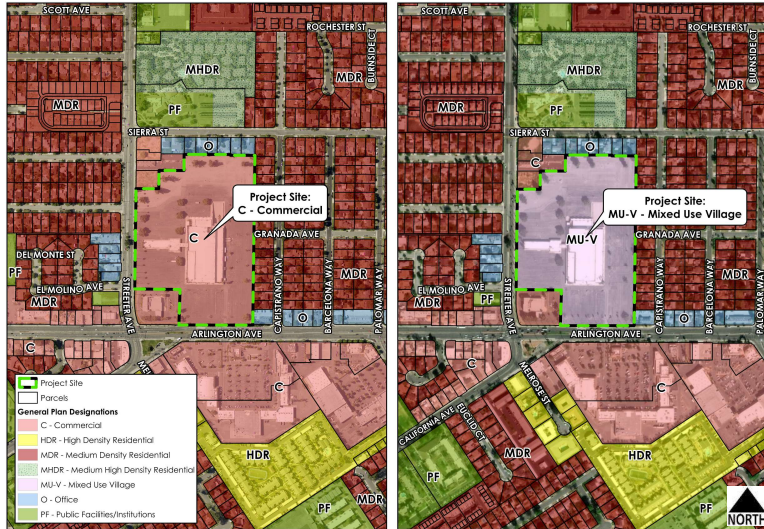 SCOTT AVE
ROCHESTER ST
BURNSIDE CT
MDR
MHDR
MDR
PF
SIERRA ST
O
Project Site:
C - Commercial
C
GRANADA AVE
DEL MONTE ST
PF
EL MOLINO AVE
MDR
STREETER AVE
CAPISTRANO WAY
BARCELONA WAY
MDR
PALOMAR WAY
O
ARLINGTON AVE
C
C
HDR
MDR
PF
Project Site
Parcels
General Plan Designations
C - Commercial
HDR - High Density Residential
MDR - Medium Density Residential
MHDR - Medium High Density Residential
MU-V - Mixed Use Village
O - Office
PF - Public Facilities/Institutions
SCOTT AVE
ROCHESTER ST
BURNSIDE CT
MHDR
MDR
MDR
PF
SIERRA ST
O
C
Project Site:
MU-V - Mixed Use Village
MU-V
GRANADA AVE
DEL MONTE ST
EL MOLINO AVE
PF
MDR
STREETER AVE
CAPISTRANO WAY
BARCELONA WAY
MDR
PALOMAR WAY
O
ARLINGTON AVE
C
C
MELROSE ST
CALIFORNIA AVE
EUCLID CT
PF
MDR
HDR
MDR
PF
NORTH